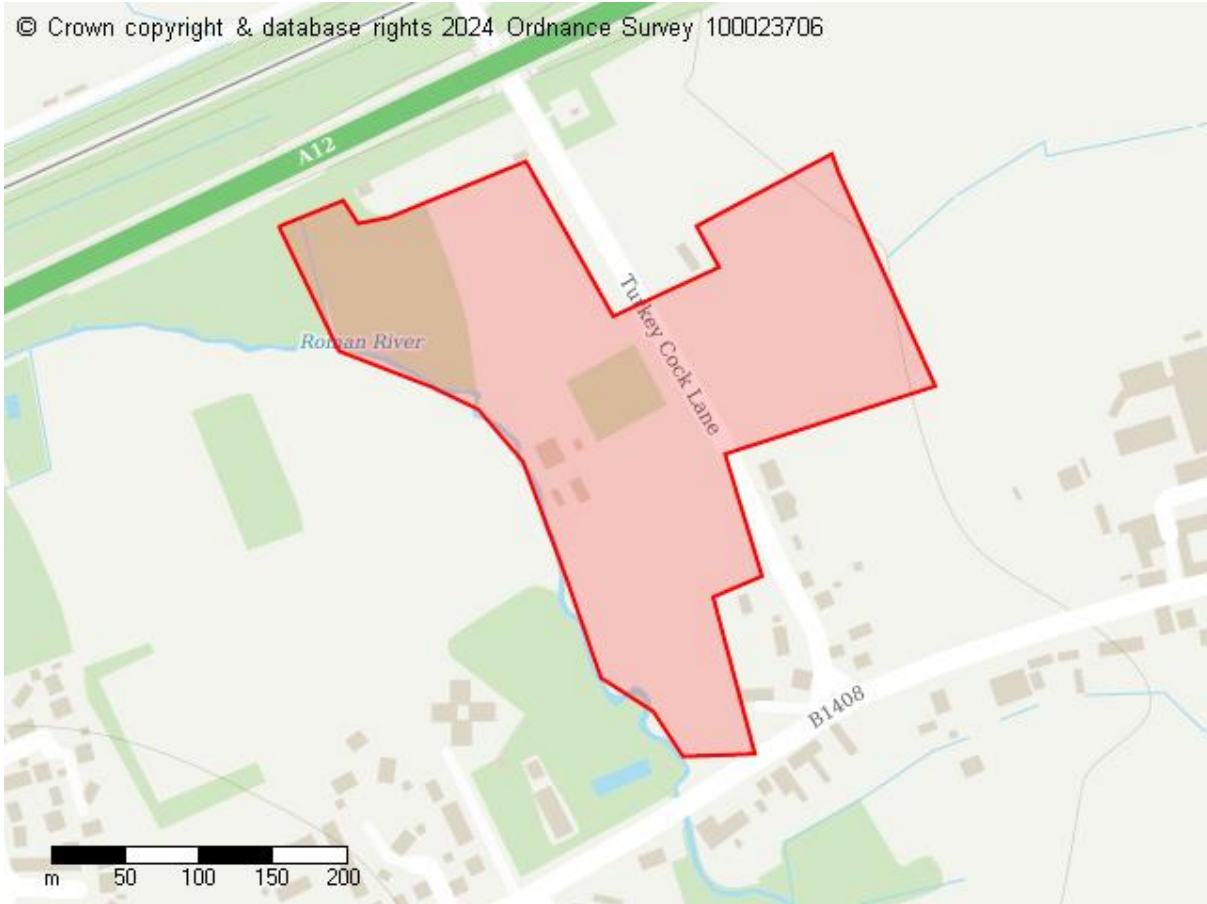 © Crown copyright & database rights 2024 Ordnance Survey 100023706
A12
Turkey Cock Lane
Roman River
B1408
m 50 100 150 200